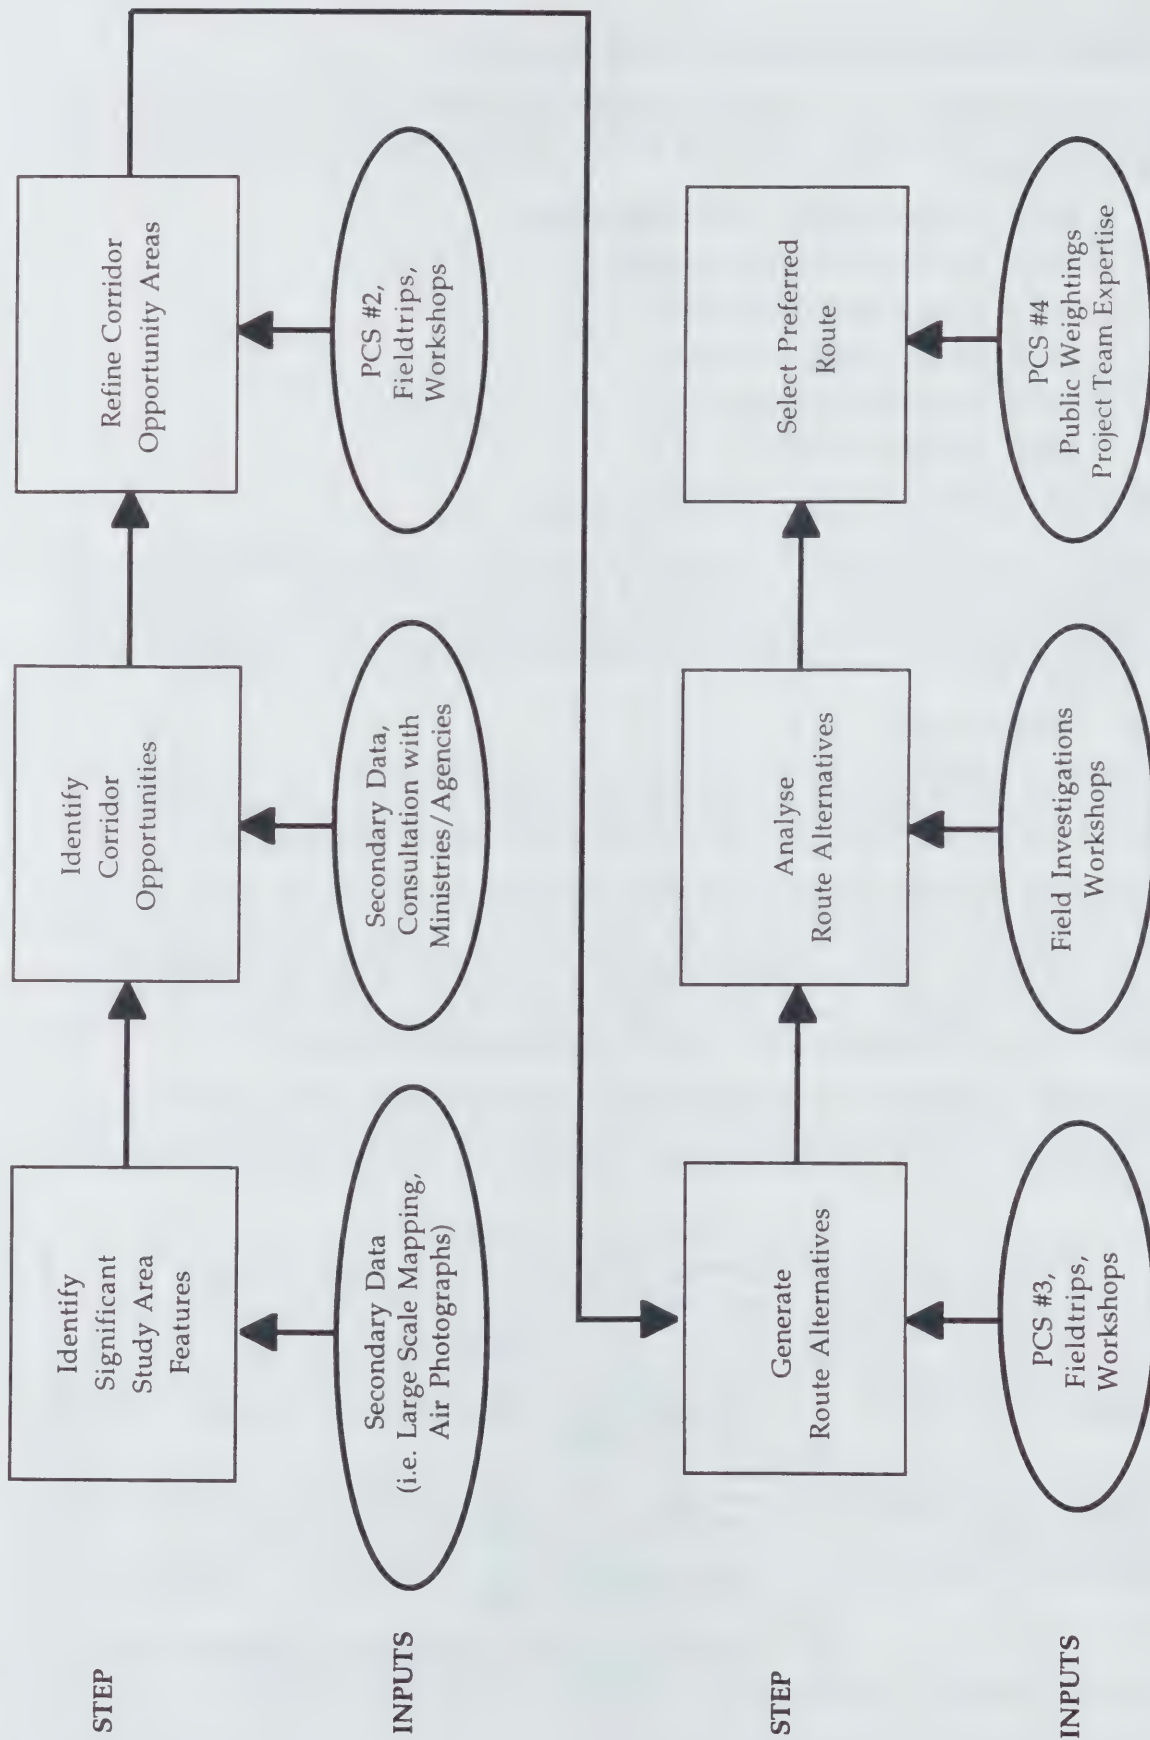 STEP
Identify
Significant
Study Area
Features
Identify
Corridor
Opportunities
Refine Corridor
Opportunity Areas
INPUTS
Secondary Data
(i.e. Large Scale Mapping,
Air Photographs)
Secondary Data,
Consultation with
Ministries/Agencies
PCS #2,
Fieldtrips,
Workshops
STEP
Generate
Route Alternatives
Analyse
Route Alternatives
Select Preferred
Route
INPUTS
PCS #3,
Fieldtrips,
Workshops
Field Investigations
Workshops
PCS #4
Public Weightings
Project Team Expertise